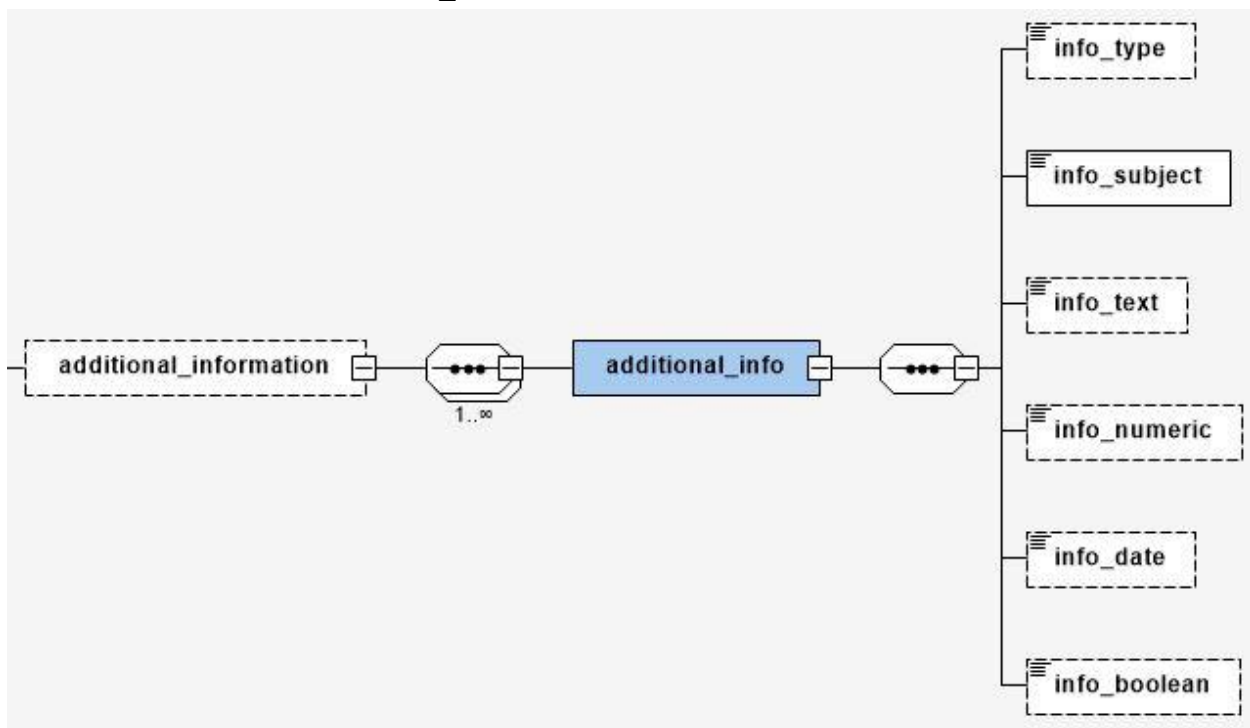 info_type
info_subject
info_text
additional_information
additional_info
1..∞
info_numeric
info_date
info_boolean